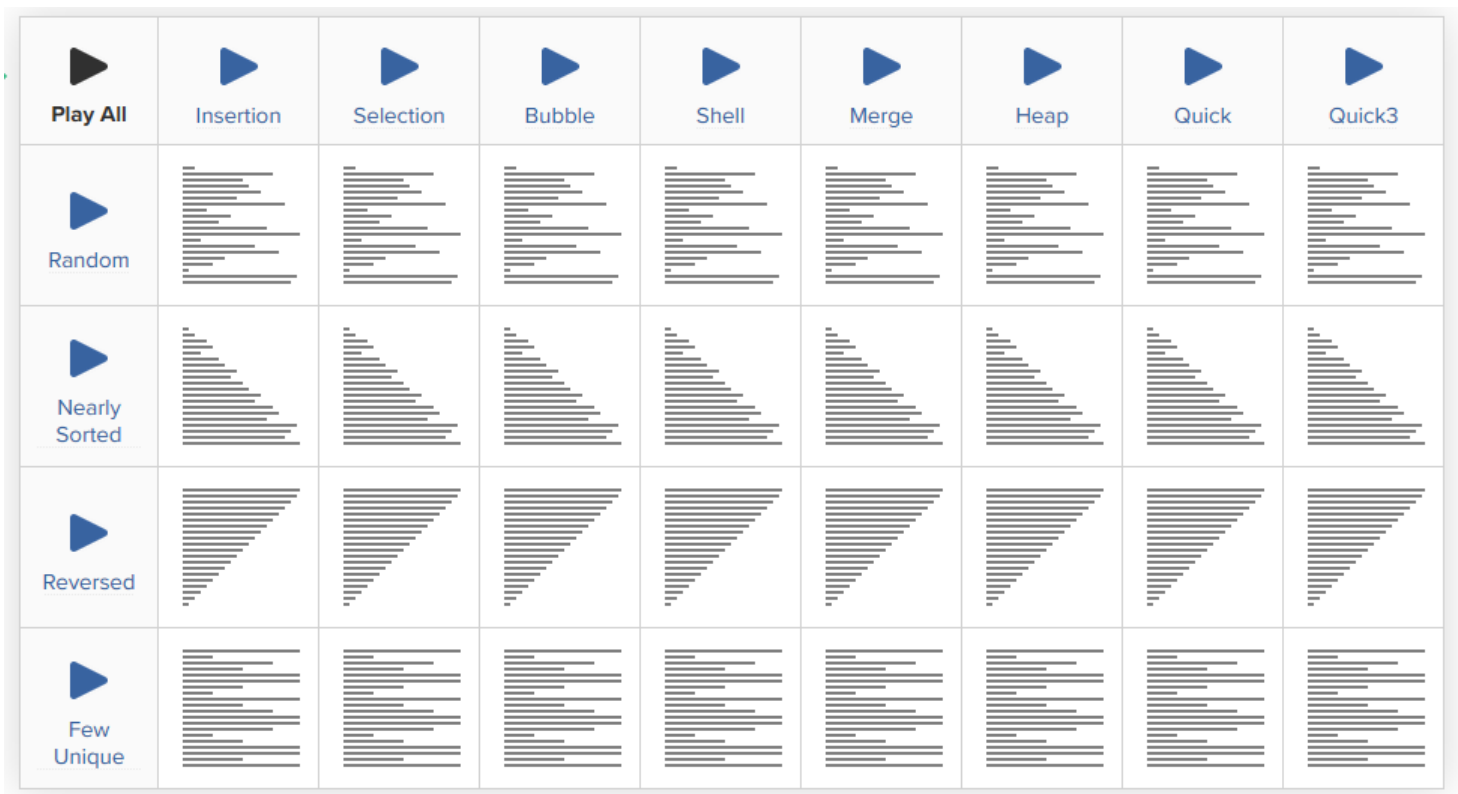 Play All
Insertion
Selection
Bubble
Shell
Merge
Heap
Quick
Quick3
Random
Nearly
Sorted
Reversed
Few
Unique